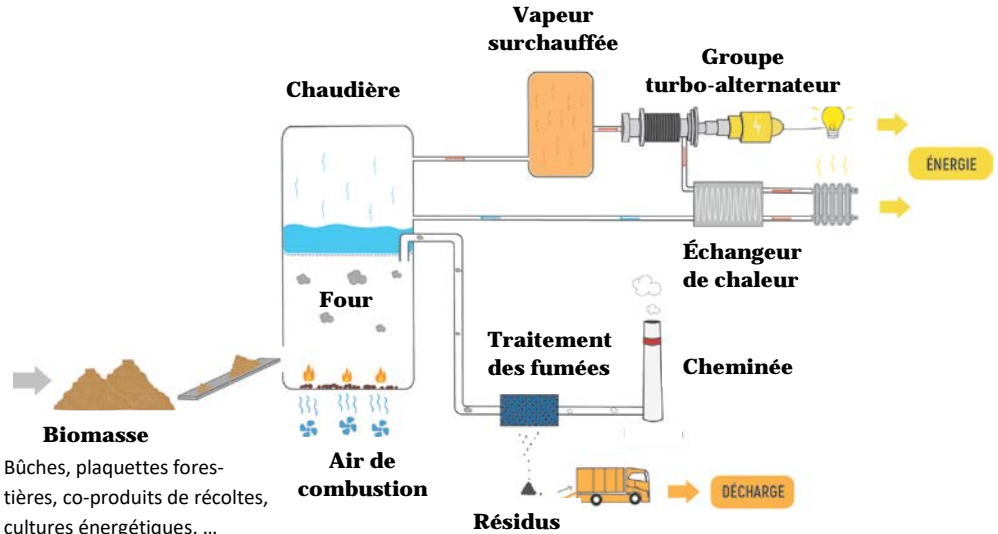 Vapeur
surchauffée
Groupe
turbo-alternateur
Chaudière
ÉNERGIE
Échangeur
de chaleur
Four
Traitement
des fumées
Cheminée
Biomasse
Bûches, plaquettes fores-
tières, co-produits de récoltes,
cultures énergétiques, ...
Air de
combustion
DÉCHARGE
Résidus